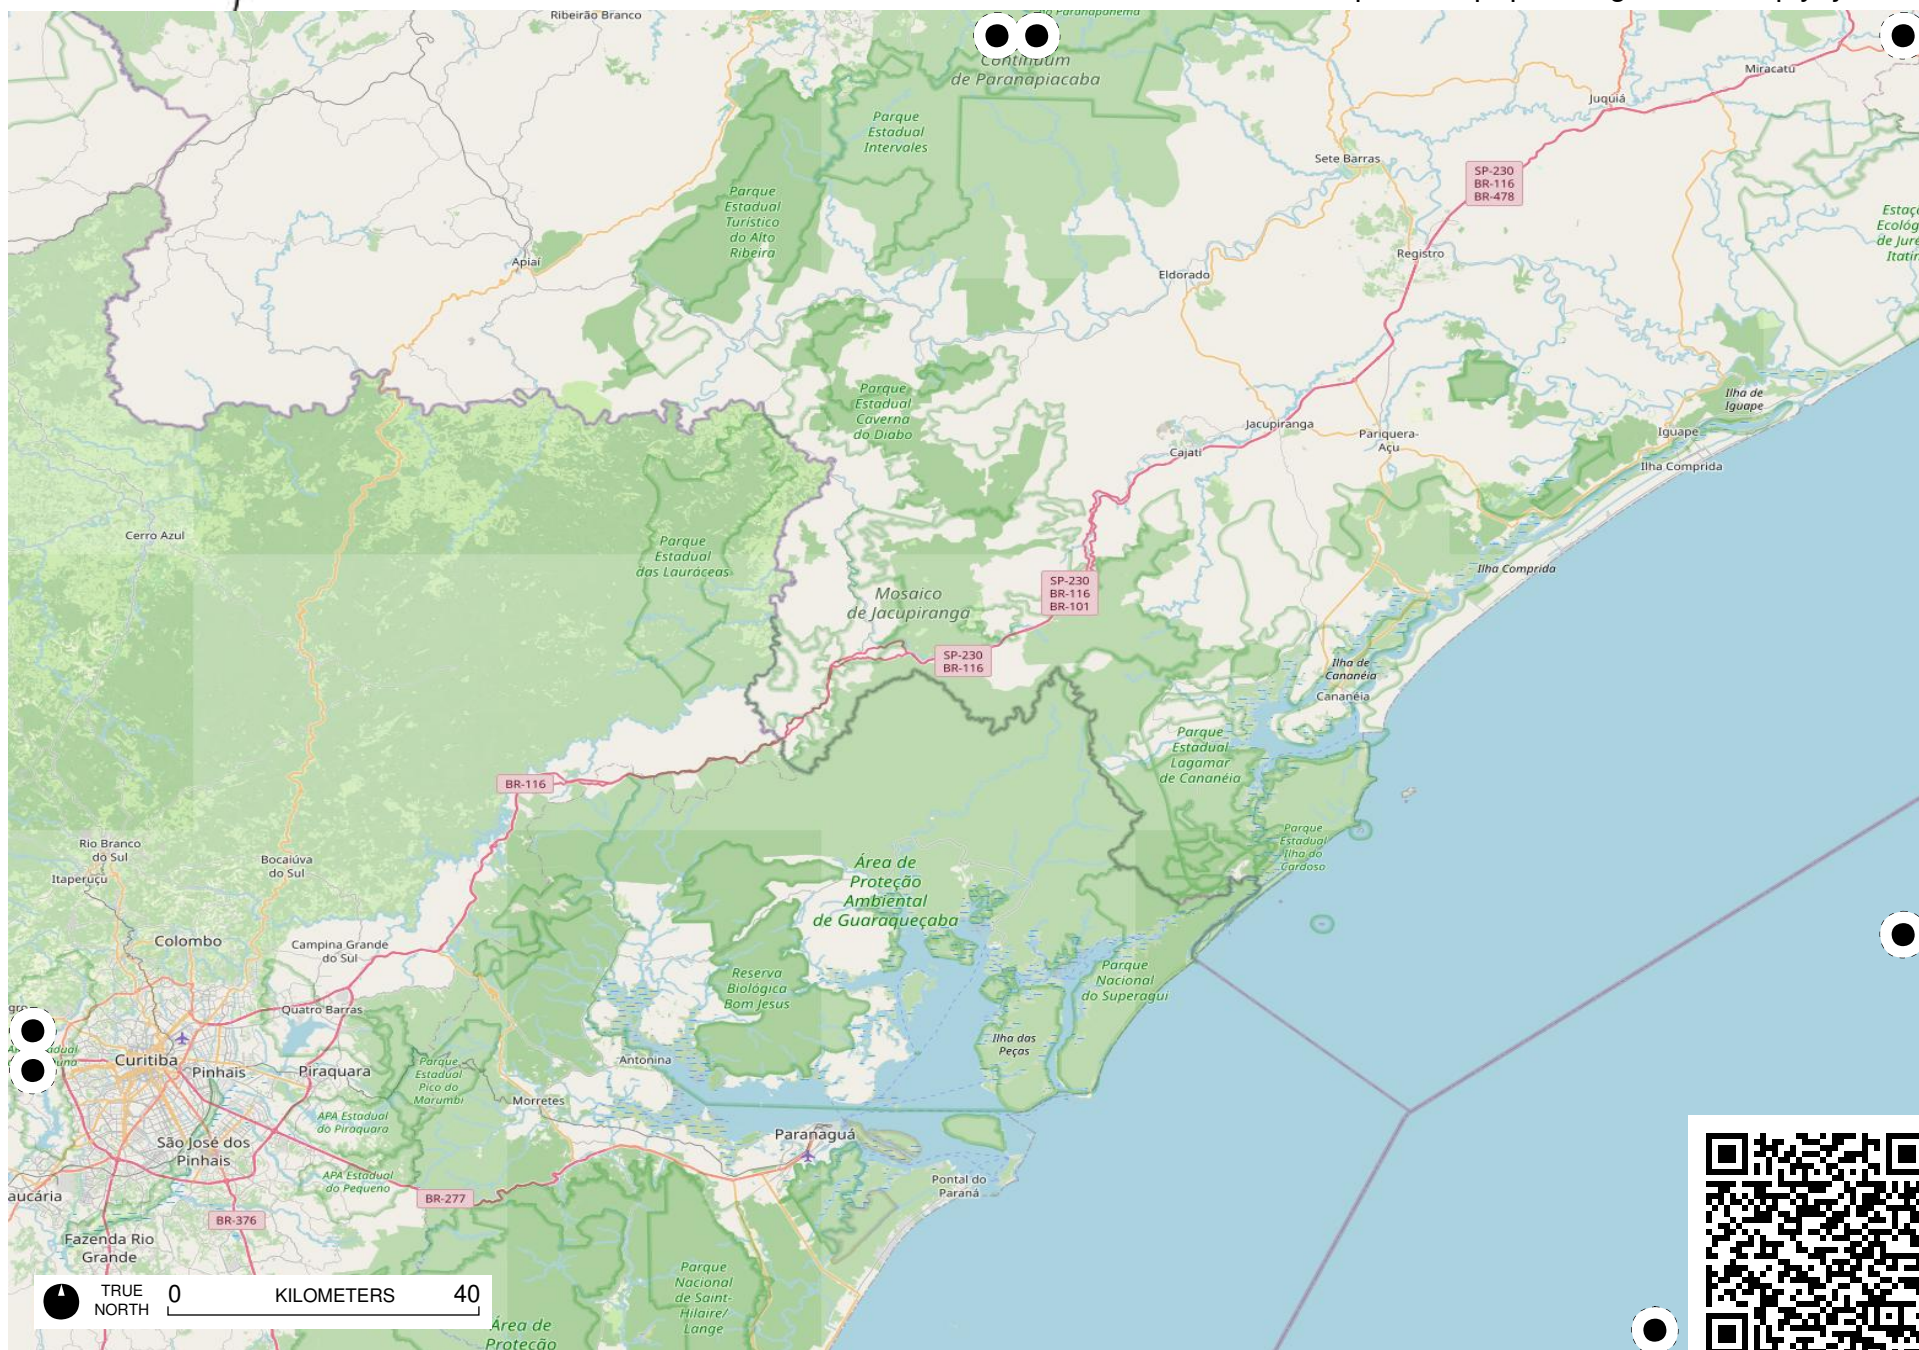 Ribeirão Branco
Continuum
de Paranapiacaba
Miracatu
Juquiá
Parque
Estadual
Intervales
Sete Barras
SP-230
BR-116
BR-478
Parque
Estadual
Turístico
do Alto
Ribeira
Registro
Apiaí
Eldorado
Parque
Estadual
Caverna
do Diabo
Ilha de
Iguape
Jacupiranga
Pariquera-
Açu
Iguape
Cajati
Ilha Comprida
Cerro Azul
Parque
Estadual
das Lauráceas
Ilha Comprida
SP-230
BR-116
BR-101
Mosaico
de Jacupiranga
SP-230
BR-116
Ilha de
Cananéia
Cananéia
Parque
Estadual
Lagamar
de Cananéia
BR-116
Parque
Estadual
Ilha do
Cardoso
Rio Branco
do Sul
Itaperuçu
Bocaiúva
do Sul
Área de
Proteção
Ambiental
de Guaraqueçaba
Colombo
Campina Grande
do Sul
Reserva
Biológica
Bom Jesus
Parque
Nacional
do Superagui
Quatro Barras
Ilha das
Peças
Curitiba
Pinhais
Piraquara
Antonina
Parque
Estadual
Pico do
Marumbi
Morretes
APA Estadual
do Piraquara
São José dos
Pinhais
Paranaguá
APA Estadual
do Pequeno
Pontal do
Paraná
aucária
BR-277
BR-376
Fazenda Rio
Grande
Parque
Nacional
de Saint-
Hilaire/
Lange
TRUE
NORTH
0 KILOMETERS 40
Área de
Proteção